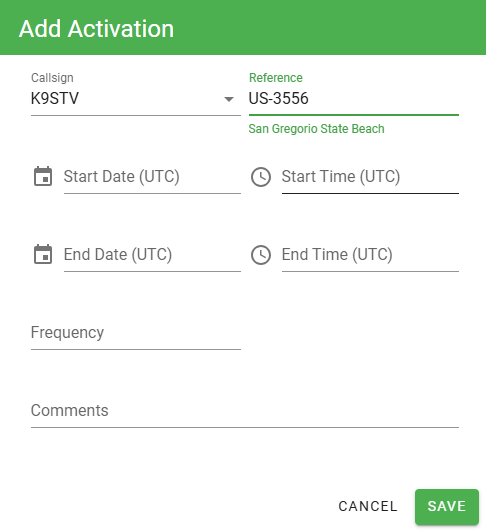 Add Activation
Callsign
Reference
K9STV
US-3556
San Gregorio State Beach
Start Date (UTC)
Start Time (UTC)
End Date (UTC)
End Time (UTC)
Frequency
Comments
CANCEL
SAVE